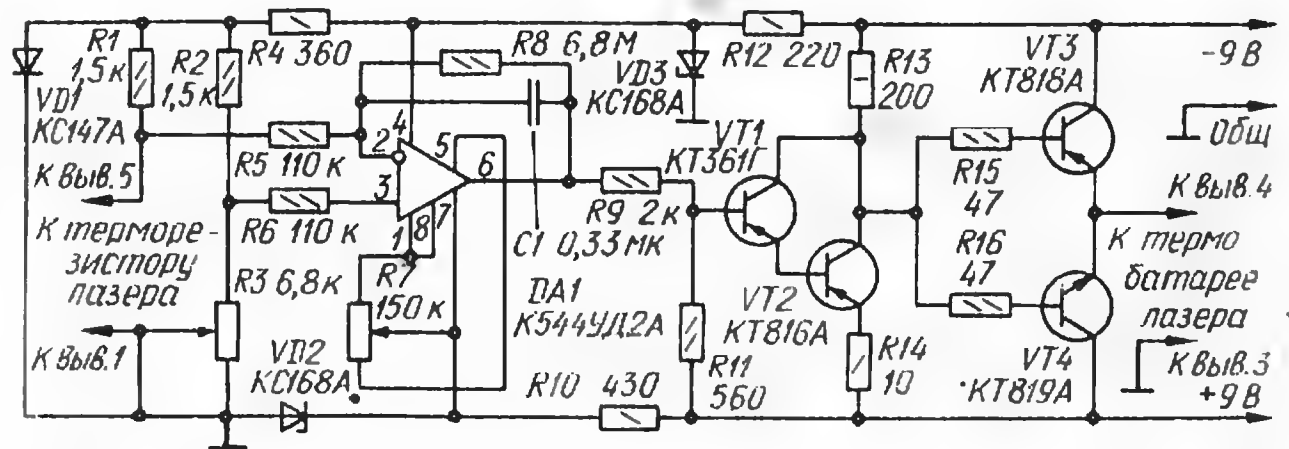 R1
1,5к
R2
1,5к
R4 360
R8 6,8 М
R12 220
VD3
КС168А
R13
200
VT3
КТ818А
-9 В
VD1
КС147А
Общ
VT1
КТ361Г
R5 110 к
2
4
5
6
К Выв.5
3
R15
47
К Выв.4
R6 110 к
1
8
7
R9 2к
C1 0,33 мк
R16
47
К терморе-
зистору
лазера
R3 6,8к
R7
150 к
DA1
К544УД2А
VT2
КТ816А
К термо
батарее
лазера
К Выв.1
VD2
КС168А
R10 430
R11
560
R14
10
VT4
КТ819А
К Выв.3
+9 В